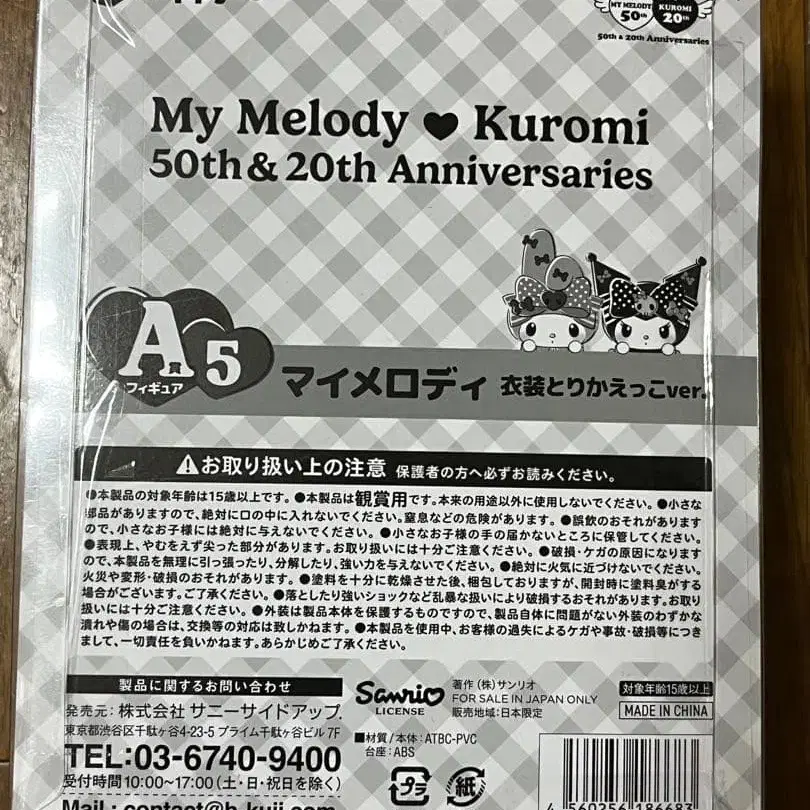 MY MELODY 50th KUROMI 20th
50th & 20th Anniversaries
My Melody ♥ Kuromi
50th & 20th Anniversaries
A賞 5
フィギュア
マイメロディ 衣装とりかえっこver.
⚠お取り扱い上の注意 保護者の方へ必ずお読みください。
●本製品の対象年齢は15歳以上です。●本製品は観賞用です。本来の用途以外に使用しないでください。●小さな
部品がありますので、絶対に口の中に入れないでください。窒息などの危険があります。●誤飲のおそれがあります
ので、小さなお子様には絶対に与えないでください。●小さなお子様の手の届かないところに保管してください。
●表現上、やむをえず尖った部分があります。お取り扱いには十分ご注意ください。●破損・ケガの原因になります
ので、本製品を無理に引っ張ったり、分解したり、強い力を与えないでください。●絶対に火気に近づけないでください。
火災や変形・破損のおそれがあります。●塗料を十分に乾燥させた後、梱包しておりますが、開封時に塗料臭がする
場合がございます。ご了承ください。●落としたり強いショックなど乱暴な扱いにより破損するおそれがあります。お取り
扱いには十分ご注意ください。●外装は製品本体を保護するものですので、製品自体に問題がない外装のわずかな
潰れや傷の場合は、交換等の対応は致しかねます。●本製品を使用中、お客様の過失によるケガや事故・破損等につき
まして、一切責任を負いかねます。あらかじめご了承ください。
製品に関するお問い合わせ
発売元:株式会社 サニーサイドアップ.
東京都渋谷区千駄ヶ谷4-23-5 プライム千駄ヶ谷ビル 7F
TEL:03-6740-9400
受付時間 10:00~17:00(土・日・祝日を除く)
Mail : contact@b-kuji.com
Sanrio
LICENSE
著作 (株)サンリオ
FOR SALE IN JAPAN ONLY
販売地域:日本限定
対象年齢15歳以上
MADE IN CHINA
■材質/本体:ATBC-PVC
台座:ABS
プラ
紙
4 560256 186683